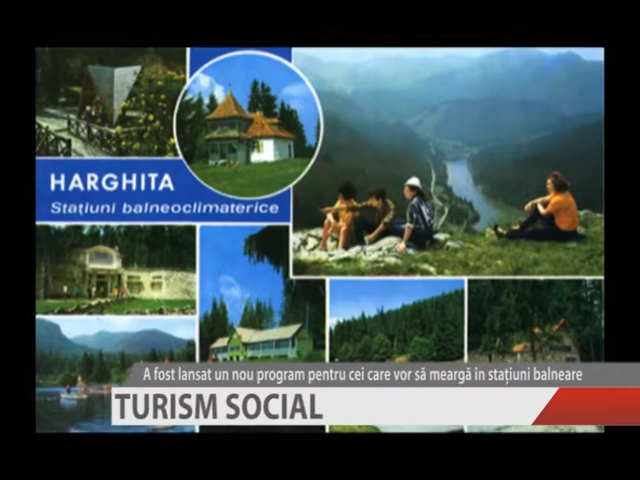 HARGHITA
Stațiuni balneoclimaterice
A fost lansat un nou program pentru cei care vor să meargă în stațiuni balneare
TURISM SOCIAL